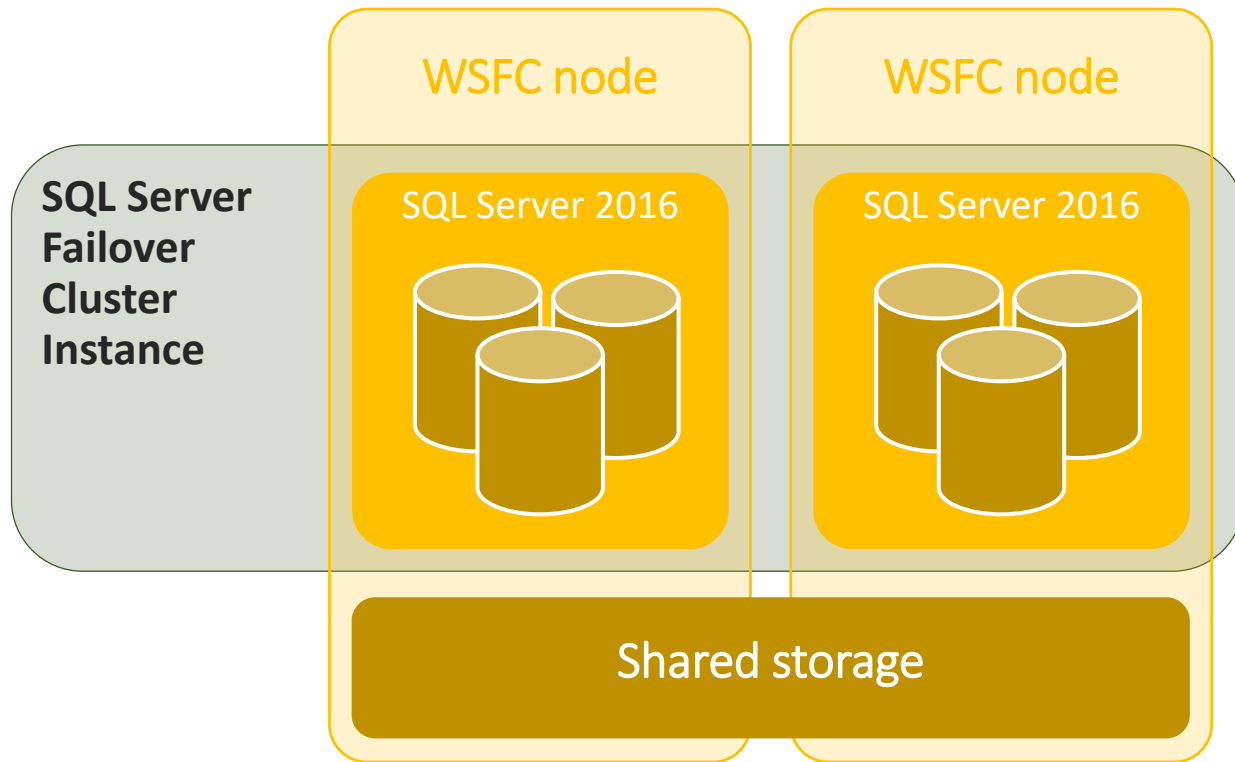 WSFC node
WSFC node
SQL Server
Failover
Cluster
Instance
SQL Server 2016
SQL Server 2016
Shared storage